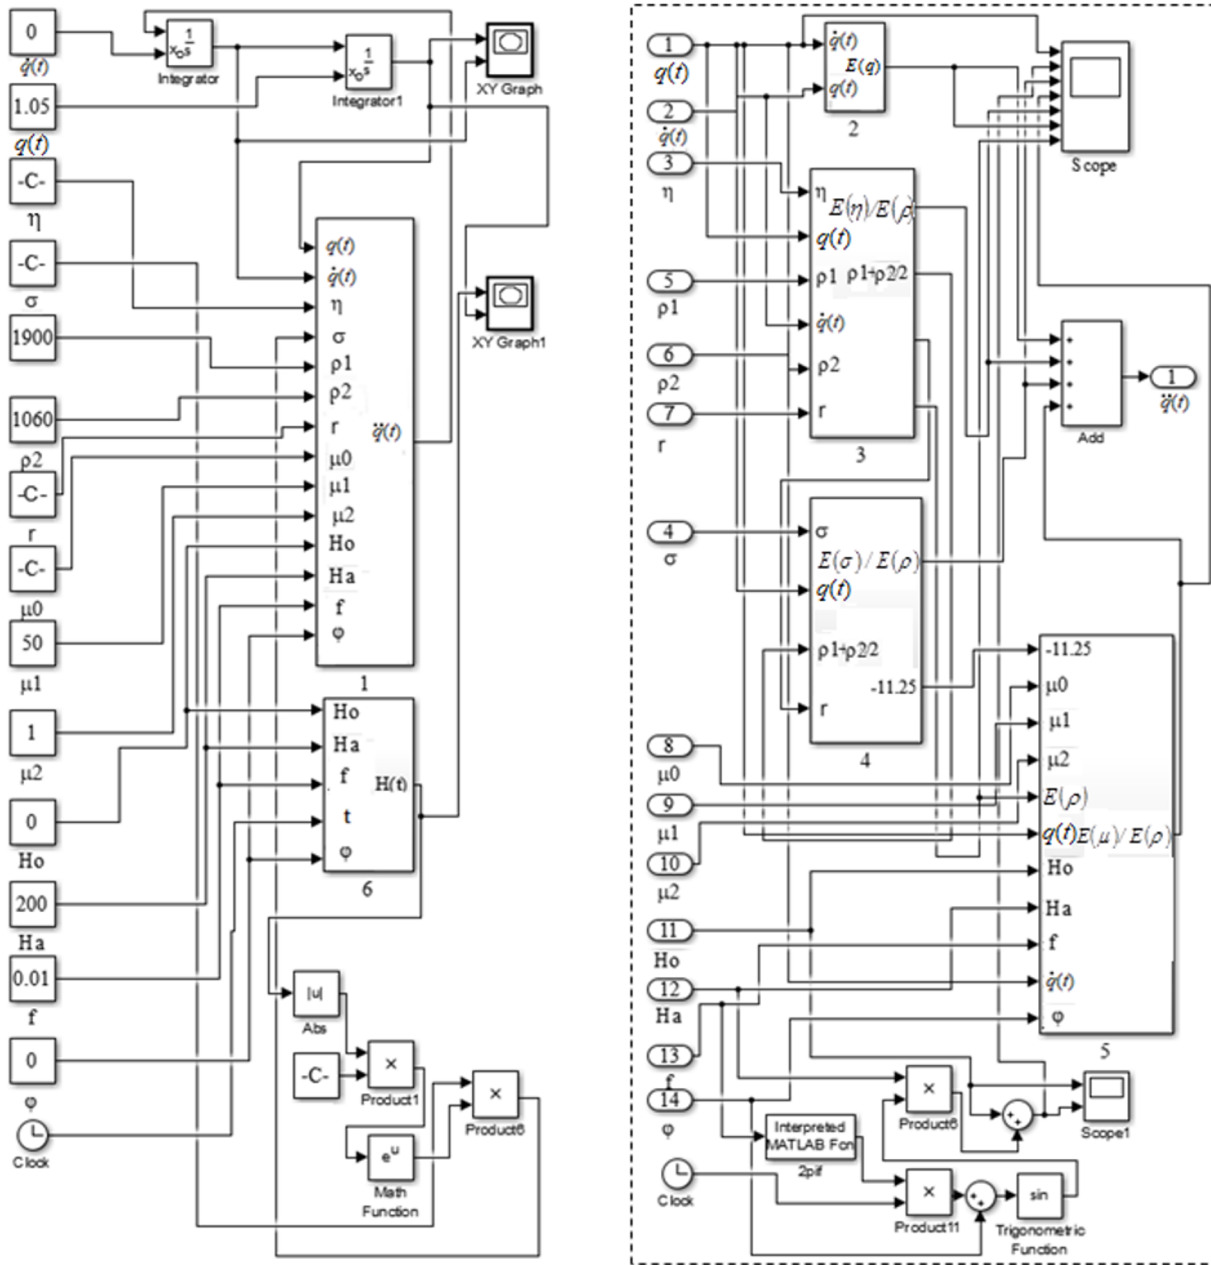 0
q̇(t)
1.05
q(t)
-C-
η
-C-
σ
1900
1060
ρ2
-C-
r
-C-
μ0
50
μ1
1
μ2
0
Ho
200
Ha
0.01
f
0
φ
Clock
xo 1/s
Integrator
xo 1/s
Integrator1
XY Graph
XY Graph1
q(t)
q̇(t)
η
σ
ρ1
ρ2
r
μ0
μ1
μ2
Ho
Ha
f
φ
q̈(t)
1
Ho
Ha
f
t
φ
H(t)
6
|u|
Abs
-C-
×
Product1
eᵘ
Math
Function
×
Product6
1
q(t)
2
q̇(t)
3
η
5
ρ1
6
ρ2
7
r
4
σ
8
μ0
9
μ1
10
μ2
11
Ho
12
Ha
13
f
14
φ
Clock
q̇(t)
E(q)
q(t)
2
Scope
η
E(η)/E(ρ)
q(t)
ρ1
ρ1+ρ2/2
q̇(t)
ρ2
r
3
+
+
+
+
Add
1
q̈(t)
σ
E(σ)/E(ρ)
q(t)
ρ1+ρ2/2
-11.25
r
4
-11.25
μ0
μ1
μ2
E(ρ)
q(t)
E(μ)/E(ρ)
Ho
Ha
f
q̇(t)
φ
5
×
Product6
+
+
Scope1
Interpreted
MATLAB Fcn
2pif
×
Product11
+
+
sin
Trigonometric
Function